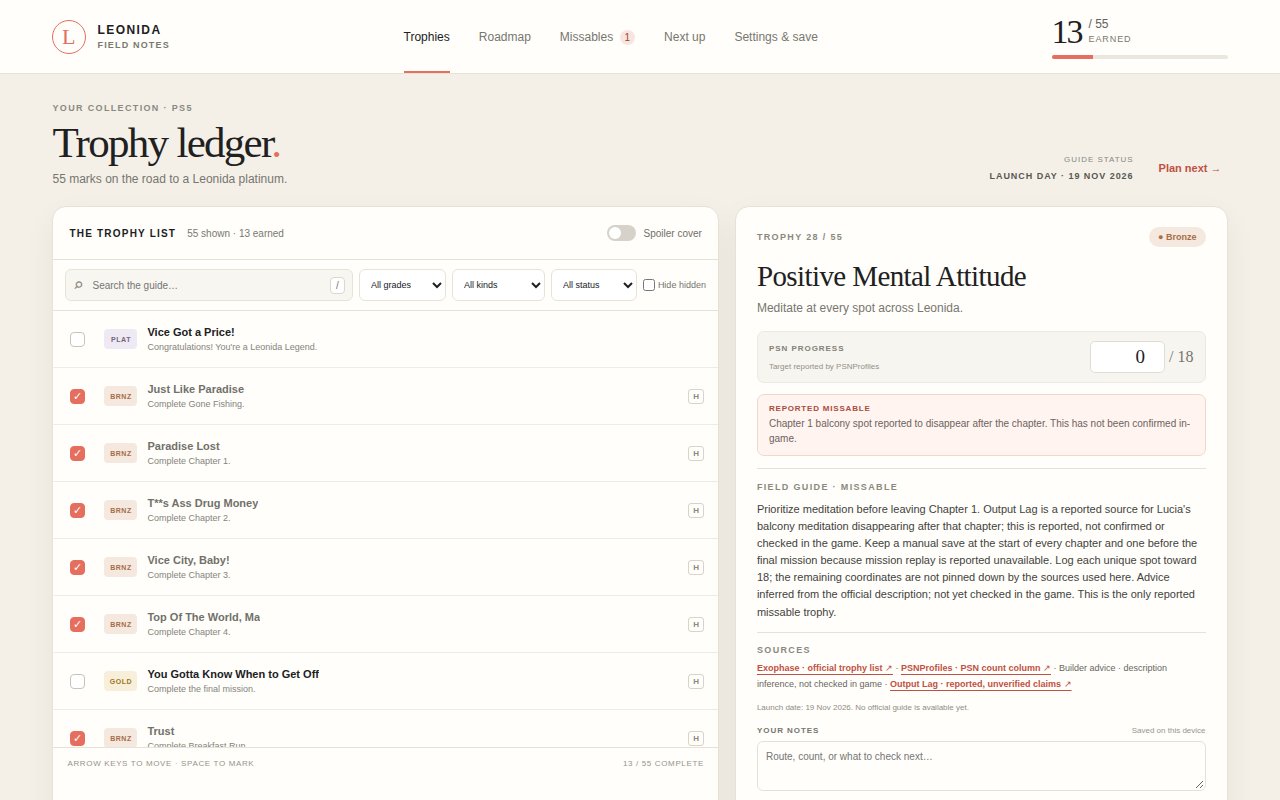 L
LEONIDA
FIELD NOTES
Trophies
Roadmap
Missables 1
Next up
Settings & save
13 / 55
EARNED
YOUR COLLECTION · PS5
Trophy ledger.
55 marks on the road to a Leonida platinum.
GUIDE STATUS
LAUNCH DAY · 19 NOV 2026
Plan next →
THE TROPHY LIST 55 shown · 13 earned
Spoiler cover
Search the guide… /
All grades
All kinds
All status
Hide hidden
PLAT
Vice Got a Price!
Congratulations! You're a Leonida Legend.
✓ BRNZ
Just Like Paradise
Complete Gone Fishing.
H
✓ BRNZ
Paradise Lost
Complete Chapter 1.
H
✓ BRNZ
T**s Ass Drug Money
Complete Chapter 2.
H
✓ BRNZ
Vice City, Baby!
Complete Chapter 3.
H
✓ BRNZ
Top Of The World, Ma
Complete Chapter 4.
H
GOLD
You Gotta Know When to Get Off
Complete the final mission.
H
✓ BRNZ
Trust
Complete Breakfast Run.
H
ARROW KEYS TO MOVE · SPACE TO MARK
13 / 55 COMPLETE
TROPHY 28 / 55
● Bronze
Positive Mental Attitude
Meditate at every spot across Leonida.
PSN PROGRESS
Target reported by PSNProfiles
0 / 18
REPORTED MISSABLE
Chapter 1 balcony spot reported to disappear after the chapter. This has not been confirmed in-
game.
FIELD GUIDE · MISSABLE
Prioritize meditation before leaving Chapter 1. Output Lag is a reported source for Lucia's
balcony meditation disappearing after that chapter; this is reported, not confirmed or
checked in the game. Keep a manual save at the start of every chapter and one before the
final mission because mission replay is reported unavailable. Log each unique spot toward
18; the remaining coordinates are not pinned down by the sources used here. Advice
inferred from the official description; not yet checked in the game. This is the only reported
missable trophy.
SOURCES
Exophase · official trophy list ↗ · PSNProfiles · PSN count column ↗ · Builder advice · description
inference, not checked in game · Output Lag · reported, unverified claims ↗
Launch date: 19 Nov 2026. No official guide is available yet.
YOUR NOTES
Saved on this device
Route, count, or what to check next…